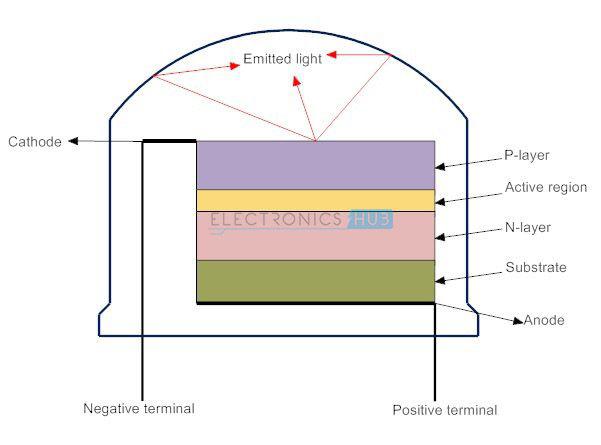 Emitted light
Cathode
P-layer
Active region
ELECTRONICS HUB
N-layer
Substrate
Anode
Negative terminal
Positive terminal